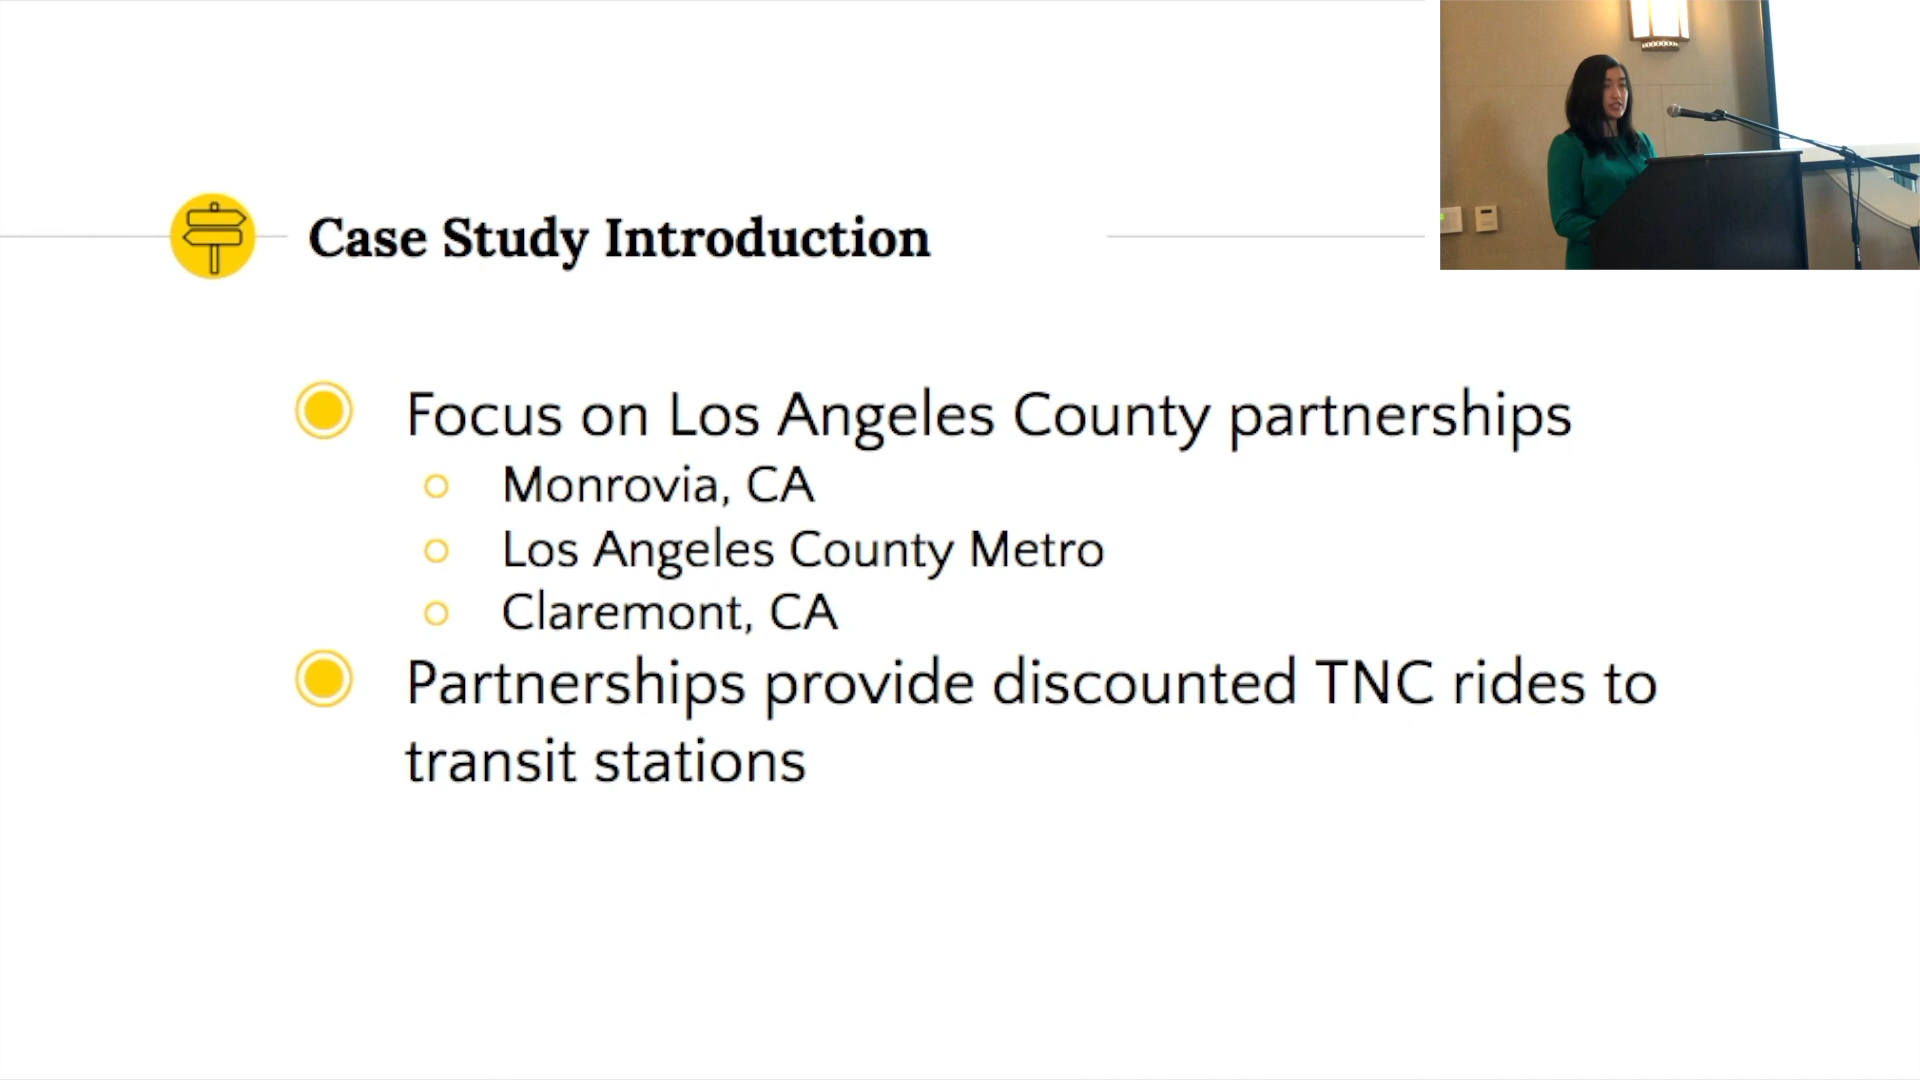 Case Study Introduction
Focus on Los Angeles County partnerships
Monrovia, CA
Los Angeles County Metro
Claremont, CA
Partnerships provide discounted TNC rides to
transit stations